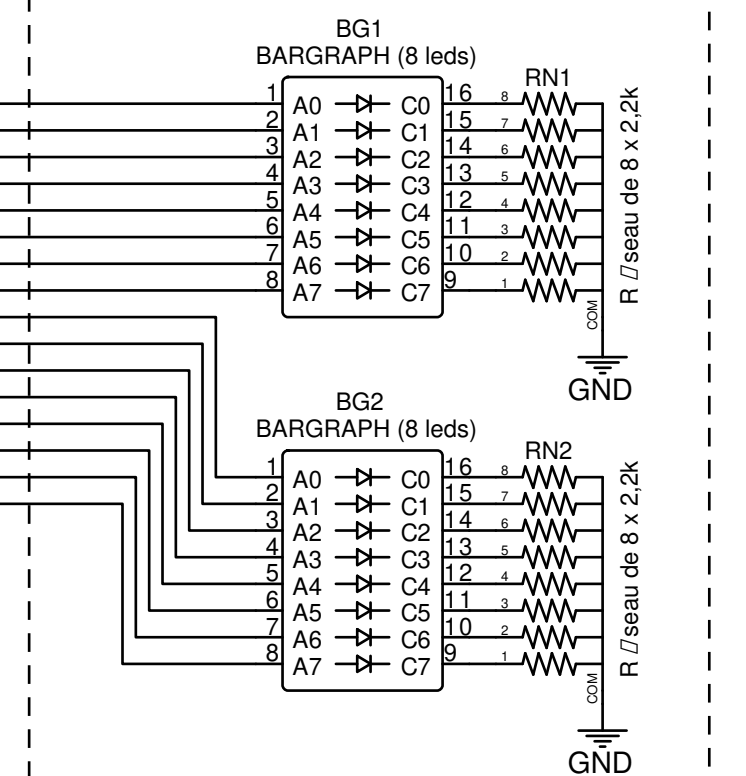 BG1
BARGRAPH (8 leds)
RN1
1 A0 C0 16 8
2 A1 C1 15 7
3 A2 C2 14 6
4 A3 C3 13 5
5 A4 C4 12 4
6 A5 C5 11 3
7 A6 C6 10 2
8 A7 C7 9 1
R seau de 8 x 2,2k
COM
GND
BG2
BARGRAPH (8 leds)
RN2
1 A0 C0 16 8
2 A1 C1 15 7
3 A2 C2 14 6
4 A3 C3 13 5
5 A4 C4 12 4
6 A5 C5 11 3
7 A6 C6 10 2
8 A7 C7 9 1
R seau de 8 x 2,2k
COM
GND